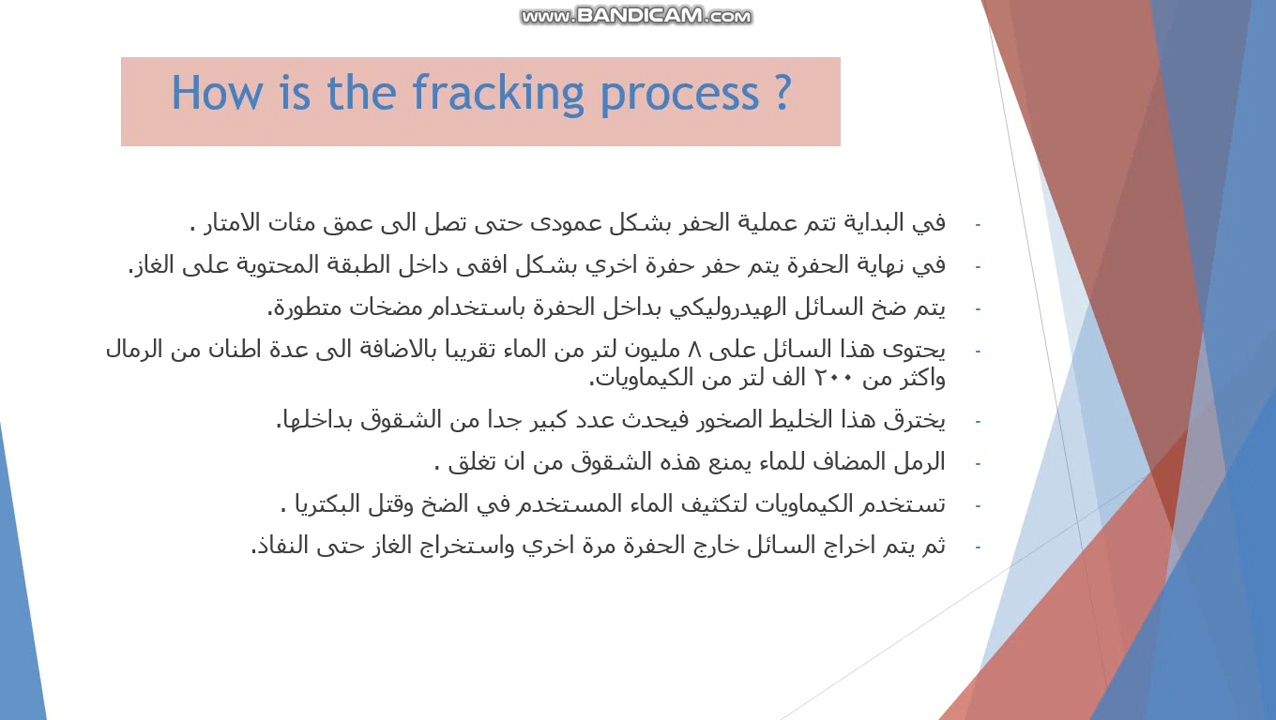 www.BANDICAM.com
How is the fracking process ?
- في البداية تتم عملية الحفر بشكل عمودى حتى تصل الى عمق مئات الامتار .
- في نهاية الحفرة يتم حفر حفرة اخري بشكل افقى داخل الطبقة المحتوية على الغاز.
- يتم ضخ السائل الهيدروليكي بداخل الحفرة باستخدام مضخات متطورة.
- يحتوى هذا السائل على ٨ مليون لتر من الماء تقريبا بالاضافة الى عدة اطنان من الرمال
واكثر من ٢٠٠ الف لتر من الكيماويات.
- يخترق هذا الخليط الصخور فيحدث عدد كبير جدا من الشقوق بداخلها.
- الرمل المضاف للماء يمنع هذه الشقوق من ان تغلق .
- تستخدم الكيماويات لتكثيف الماء المستخدم في الضخ وقتل البكتريا .
- ثم يتم اخراج السائل خارج الحفرة مرة اخري واستخراج الغاز حتى النفاذ.